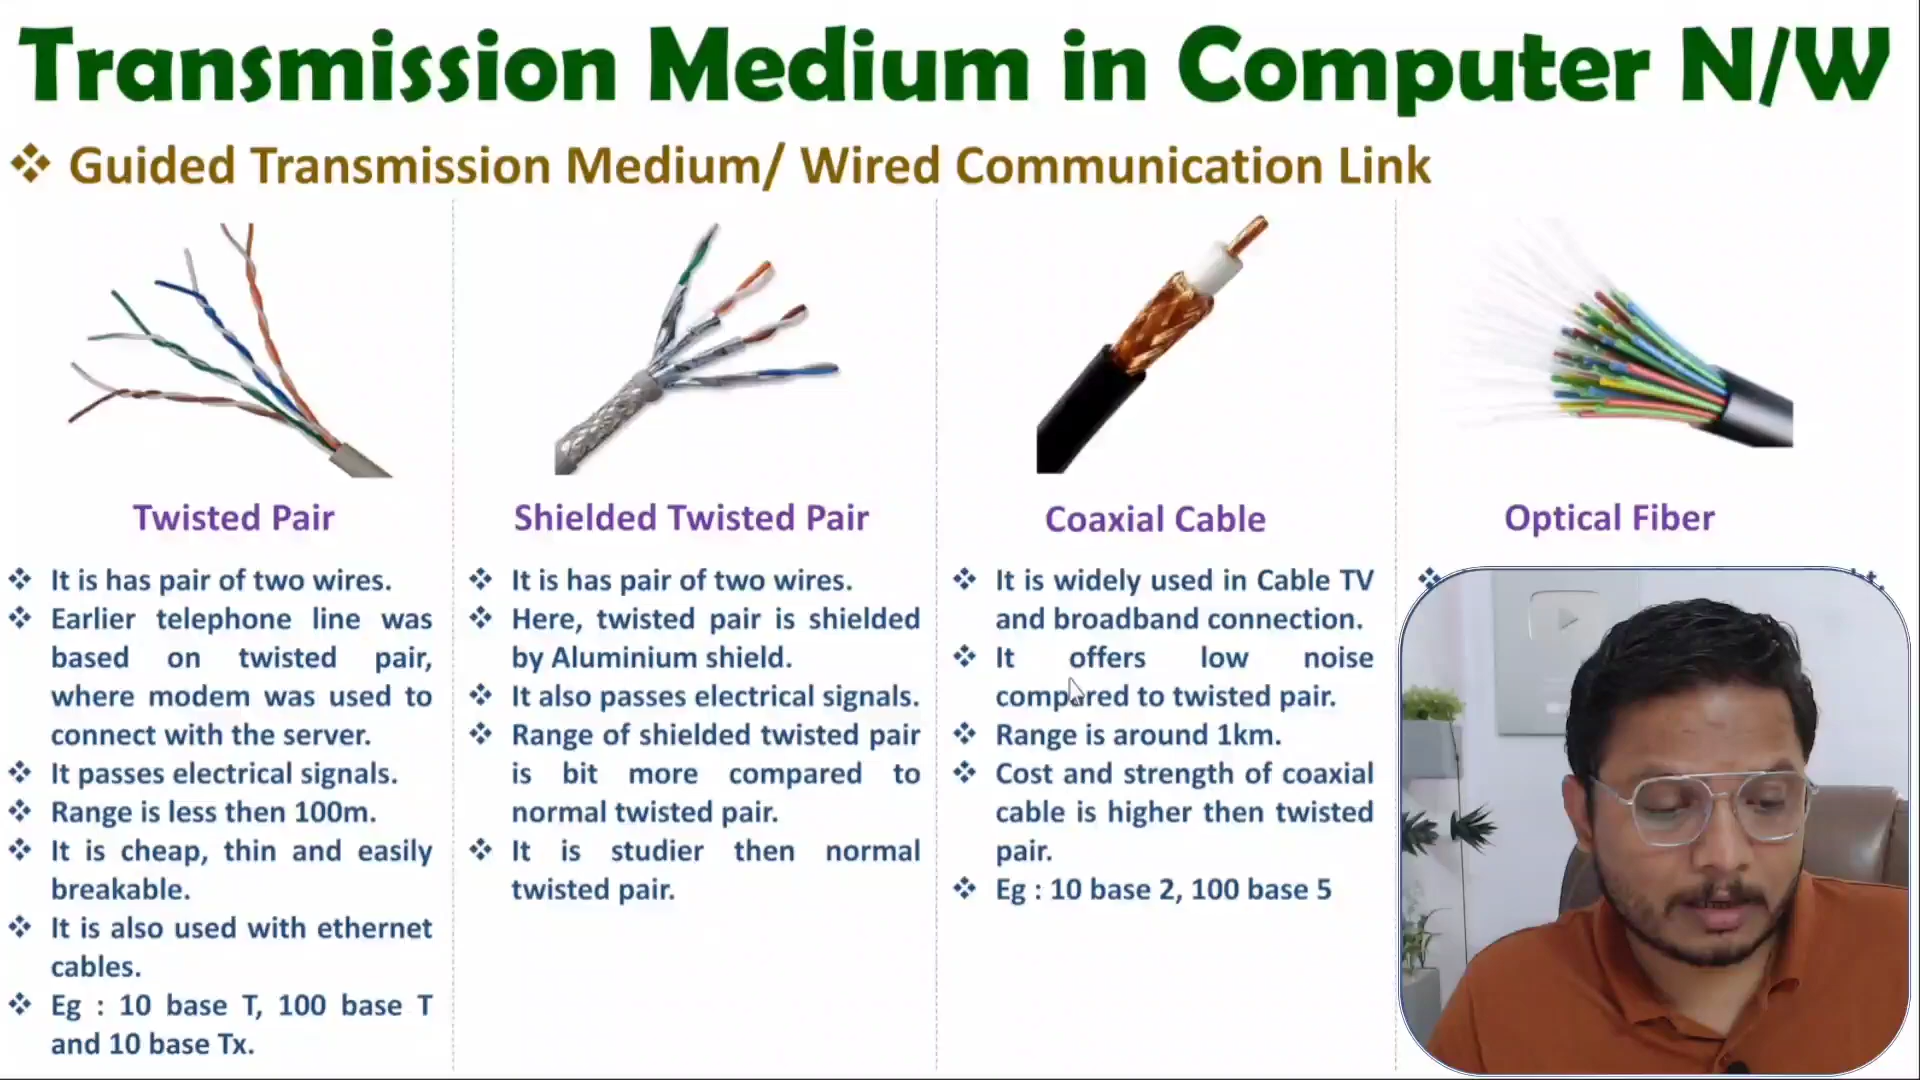 Transmission Medium in Computer N/W
❖ Guided Transmission Medium/ Wired Communication Link
Twisted Pair
❖ It is has pair of two wires.
❖ Earlier telephone line was
based on twisted pair,
where modem was used to
connect with the server.
❖ It passes electrical signals.
❖ Range is less then 100m.
❖ It is cheap, thin and easily
breakable.
❖ It is also used with ethernet
cables.
❖ Eg : 10 base T, 100 base T
and 10 base Tx.
Shielded Twisted Pair
❖ It is has pair of two wires.
❖ Here, twisted pair is shielded
by Aluminium shield.
❖ It also passes electrical signals.
❖ Range of shielded twisted pair
is bit more compared to
normal twisted pair.
❖ It is studier then normal
twisted pair.
Coaxial Cable
❖ It is widely used in Cable TV
and broadband connection.
❖ It offers low noise
compared to twisted pair.
❖ Range is around 1km.
❖ Cost and strength of coaxial
cable is higher then twisted
pair.
❖ Eg : 10 base 2, 100 base 5
Optical Fiber